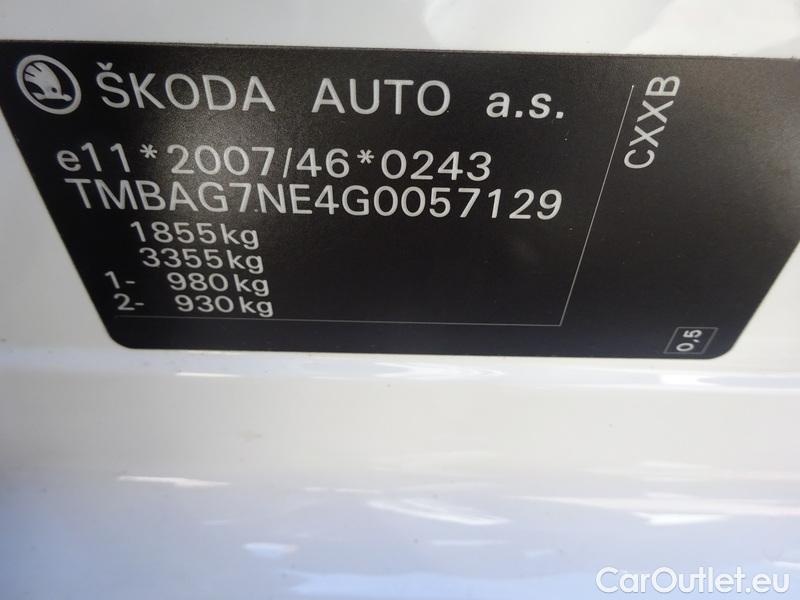 ŠKODA AUTO a.s.
e11*2007/46*0243
TMBAG7NE4G0057129
1855kg
3355kg
1- 980kg
2- 930kg
CXXB
0,5
CarOutlet.eu